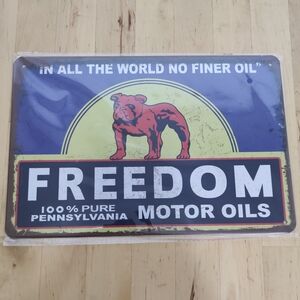 "IN ALL THE WORLD NO FINER OIL"
FREEDOM
100% PURE
PENNSYLVANIA MOTOR OILS